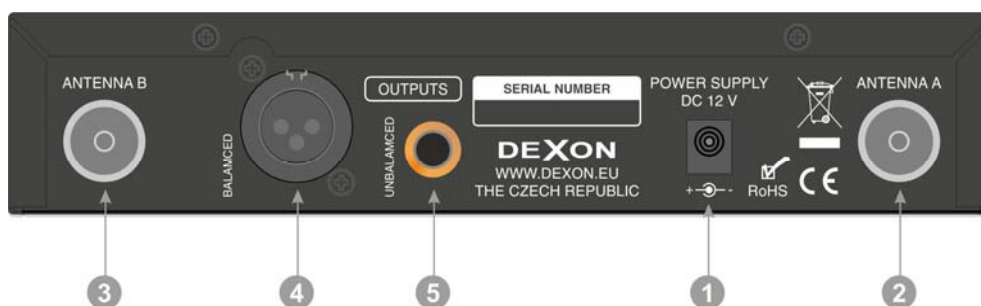 ANTENNA B
BALANCED
OUTPUTS
UNBALAMCED
SERIAL NUMBER
DEXON
WWW.DEXON.EU
THE CZECH REPUBLIC
POWER SUPPLY
DC 12 V
+ -
RoHS
CE
ANTENNA A
3
4
5
1
2